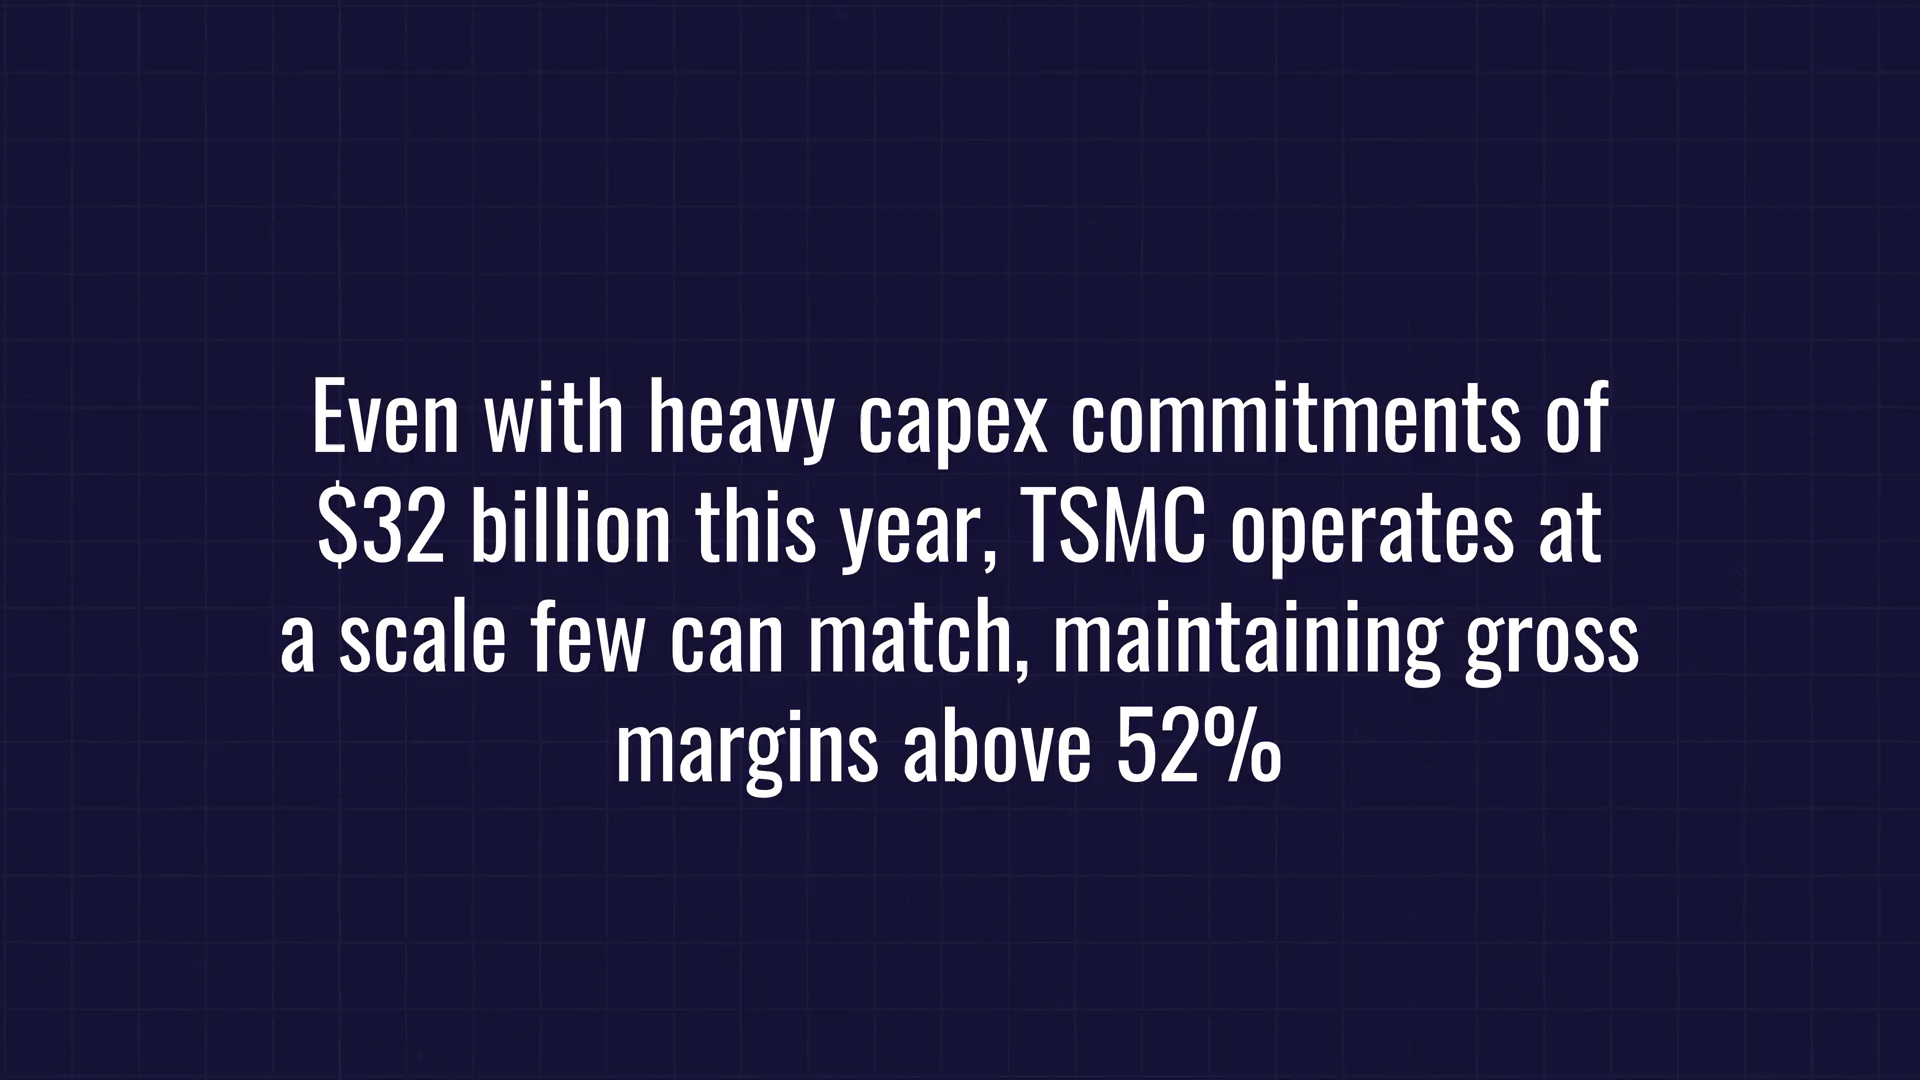 Even with heavy capex commitments of
$32 billion this year, TSMC operates at
a scale few can match, maintaining gross
margins above 52%